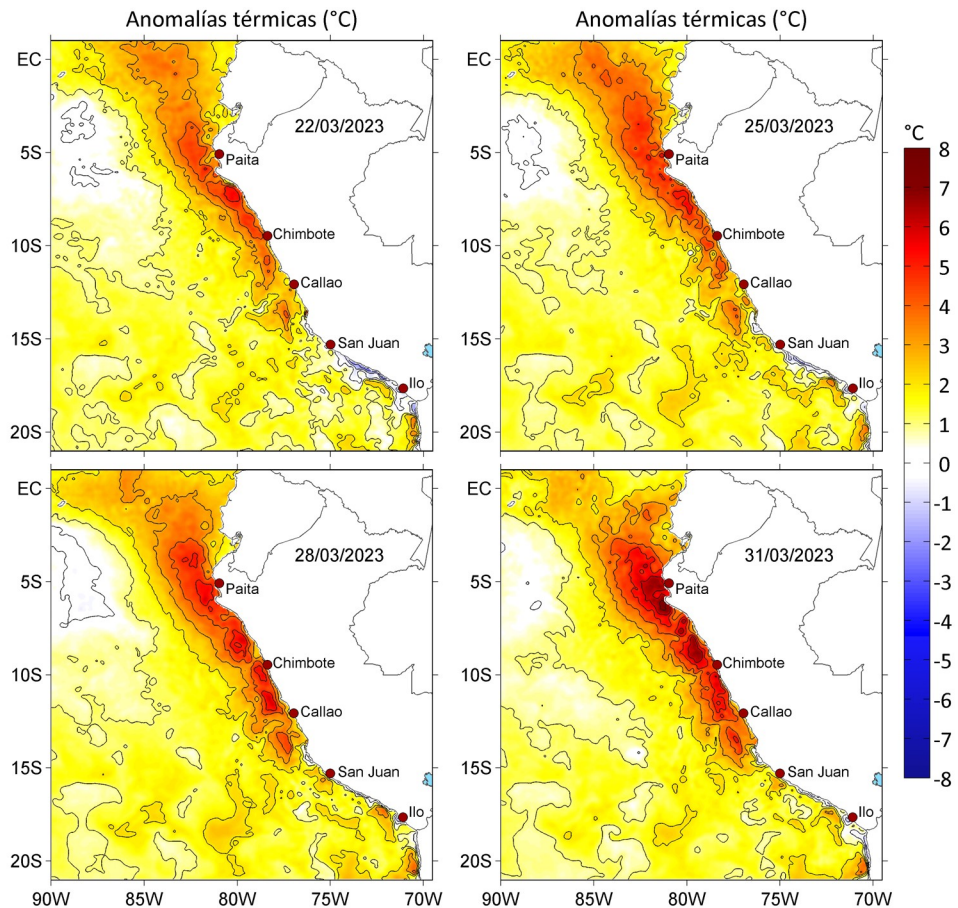 Anomalías térmicas (°C)
Anomalías térmicas (°C)
EC
5S
10S
15S
20S
22/03/2023
Paita
Chimbote
Callao
San Juan
Ilo
EC
5S
10S
15S
20S
25/03/2023
Paita
Chimbote
Callao
San Juan
Ilo
EC
5S
10S
15S
20S
28/03/2023
Paita
Chimbote
Callao
San Juan
Ilo
90W 85W 80W 75W 70W
EC
5S
10S
15S
20S
31/03/2023
Paita
Chimbote
Callao
San Juan
Ilo
90W 85W 80W 75W 70W
°C
8
7
6
5
4
3
2
1
0
-1
-2
-3
-4
-5
-6
-7
-8